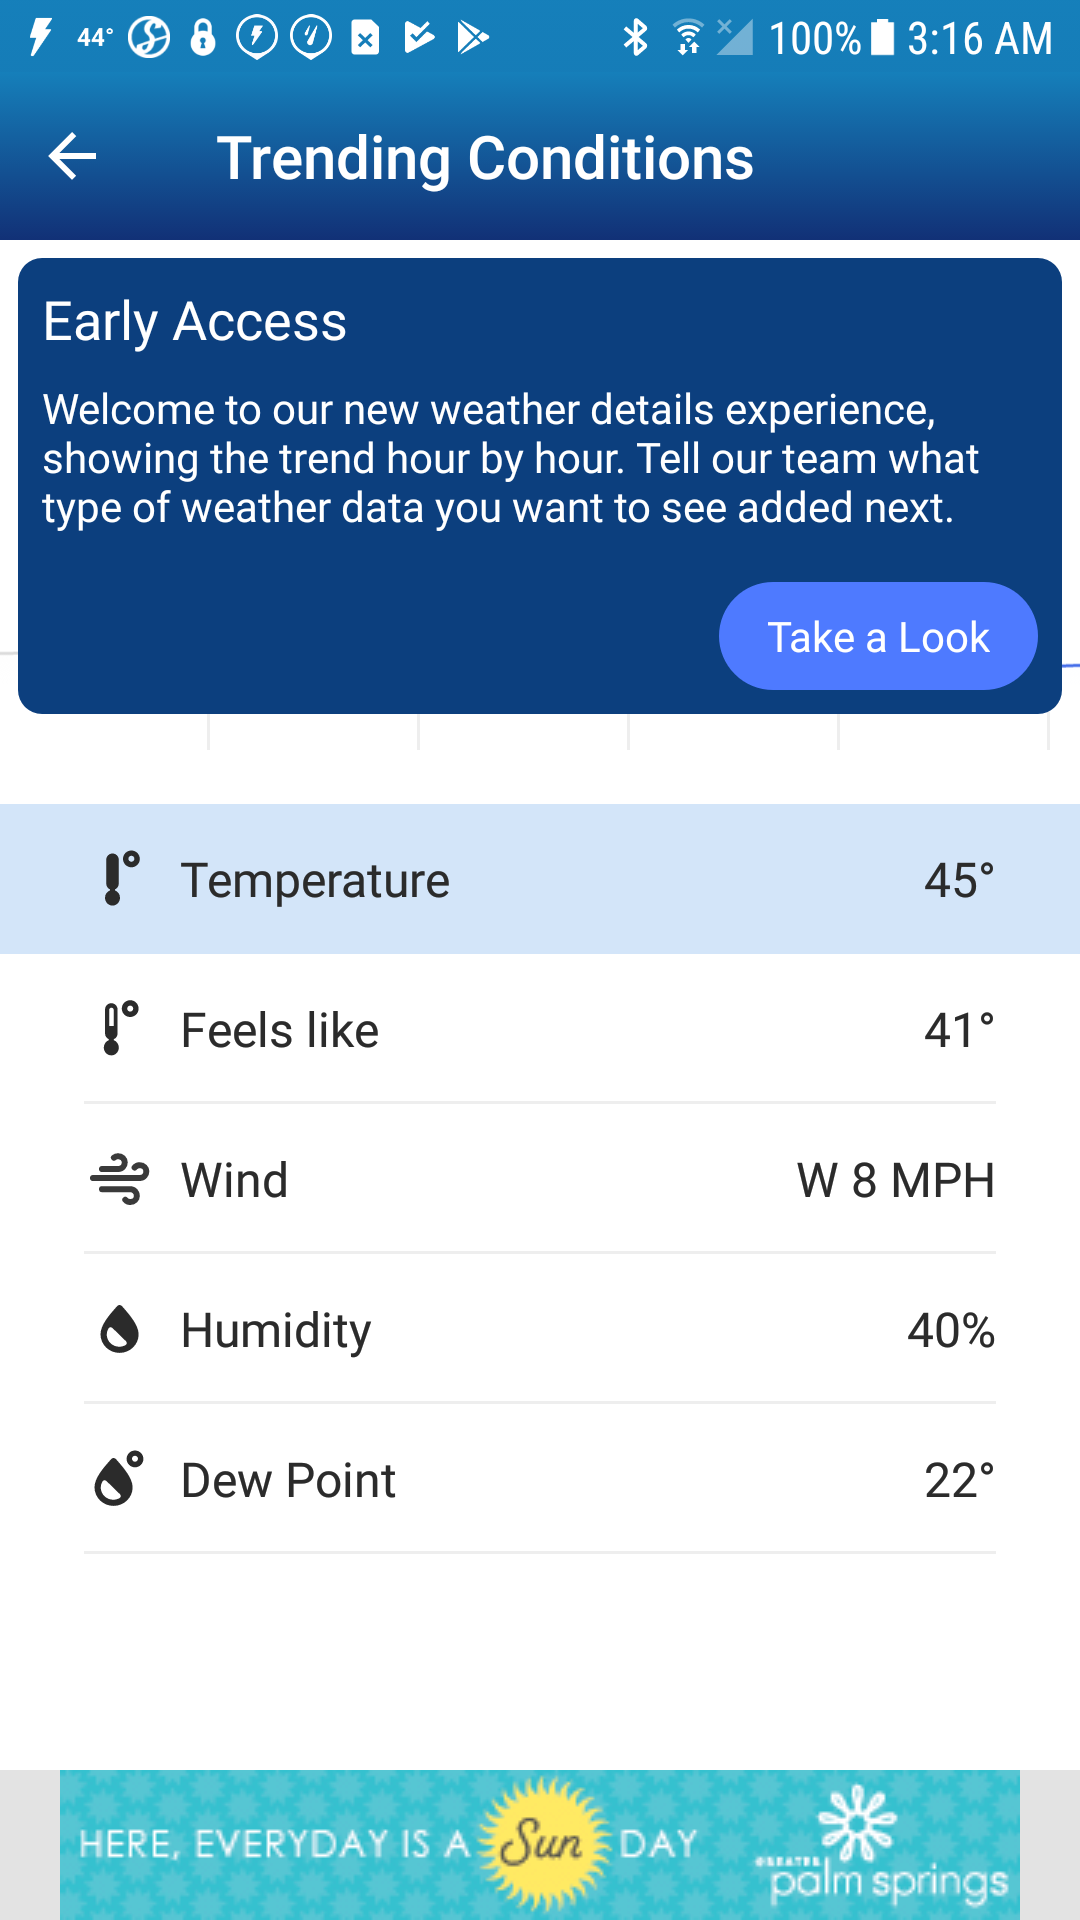 44° 100% 3:16 AM
Trending Conditions
Early Access
Welcome to our new weather details experience,
showing the trend hour by hour. Tell our team what
type of weather data you want to see added next.
Take a Look
Temperature 45°
Feels like 41°
Wind W 8 MPH
Humidity 40%
Dew Point 22°
HERE, EVERYDAY IS A Sun DAY
GREATER
palm springs